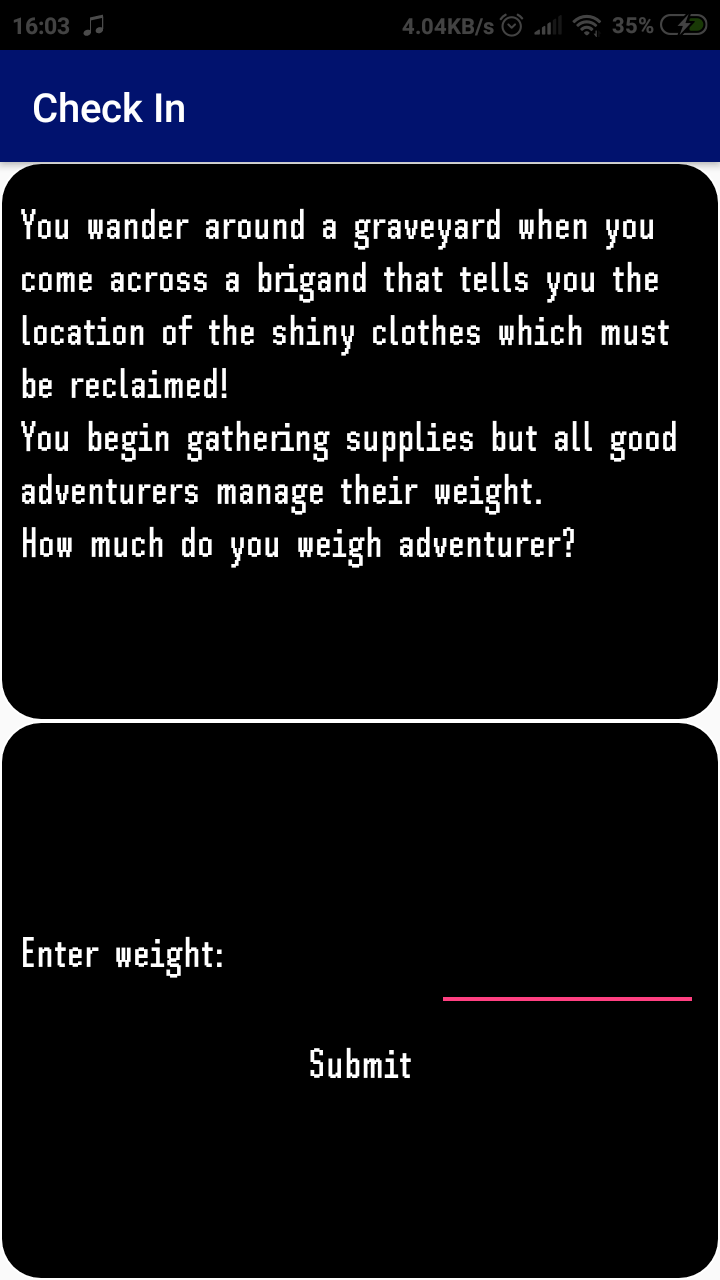 16:03 4.04KB/s 35%
Check In
You wander around a graveyard when you
come across a brigand that tells you the
location of the shiny clothes which must
be reclaimed!
You begin gathering supplies but all good
adventurers manage their weight.
How much do you weigh adventurer?
Enter weight:
Submit